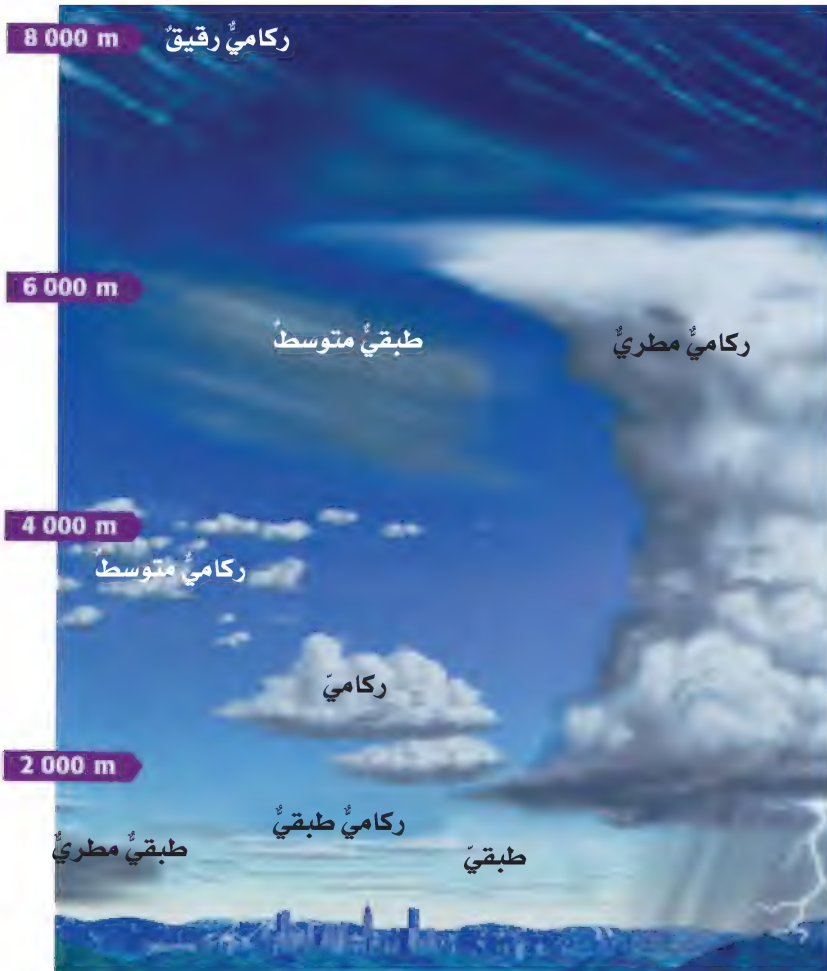 8 000 m
ركاميٌّ رقيقٌ
6 000 m
طبقيٌّ متوسطٌ
ركاميٌّ مطريٌّ
4 000 m
ركاميٌّ متوسطٌ
ركاميّ
2 000 m
ركاميٌّ طبقيٌّ
طبقيّ
طبقيٌّ مطريٌّ